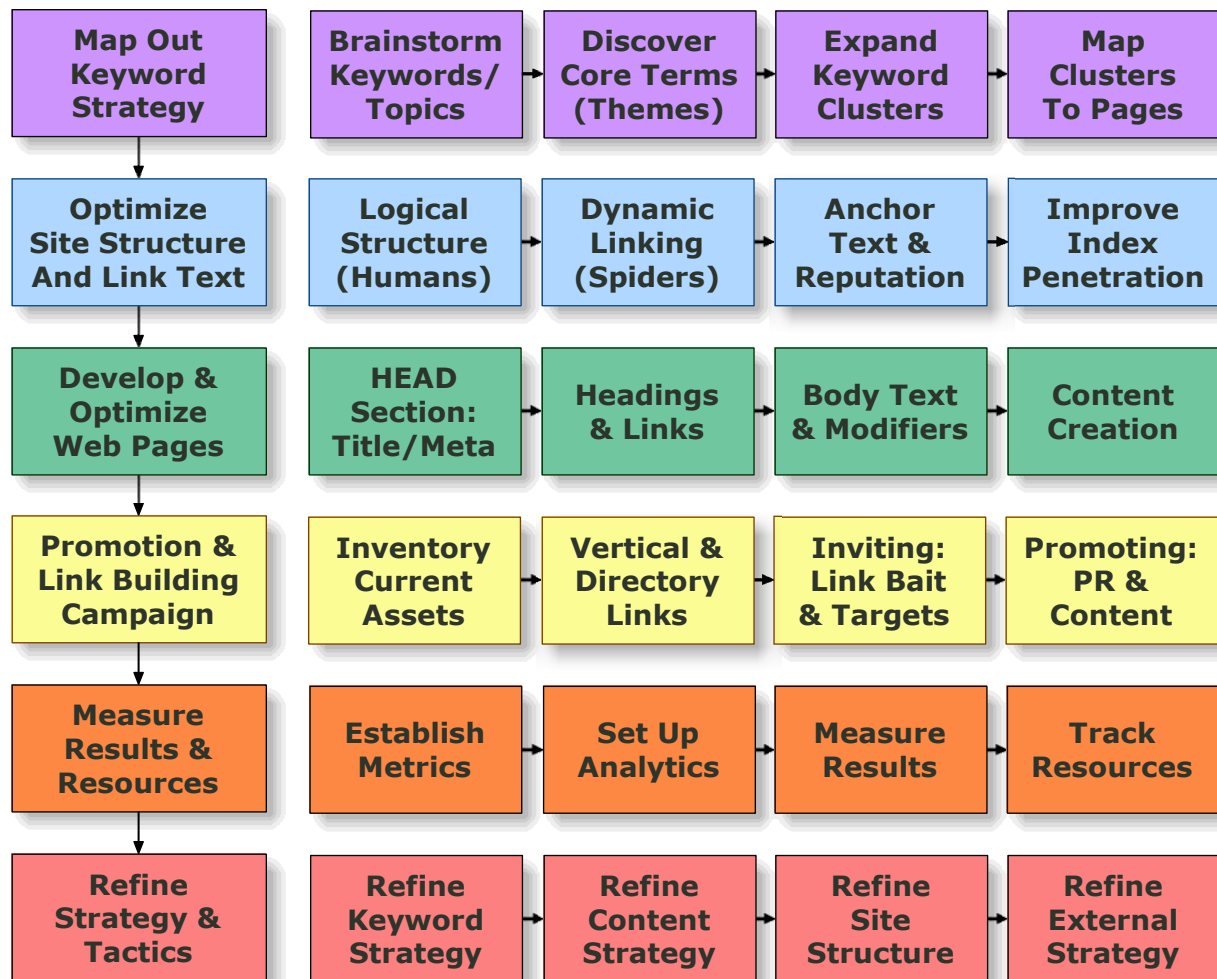 Map Out
Keyword
Strategy
Brainstorm
Keywords/
Topics
Discover
Core Terms
(Themes)
Expand
Keyword
Clusters
Map
Clusters
To Pages
Optimize
Site Structure
And Link Text
Logical
Structure
(Humans)
Dynamic
Linking
(Spiders)
Anchor
Text &
Reputation
Improve
Index
Penetration
Develop &
Optimize
Web Pages
HEAD
Section:
Title/Meta
Headings
& Links
Body Text
& Modifiers
Content
Creation
Promotion &
Link Building
Campaign
Inventory
Current
Assets
Vertical &
Directory
Links
Inviting:
Link Bait
& Targets
Promoting:
PR &
Content
Measure
Results &
Resources
Establish
Metrics
Set Up
Analytics
Measure
Results
Track
Resources
Refine
Strategy &
Tactics
Refine
Keyword
Strategy
Refine
Content
Strategy
Refine
Site
Structure
Refine
External
Strategy